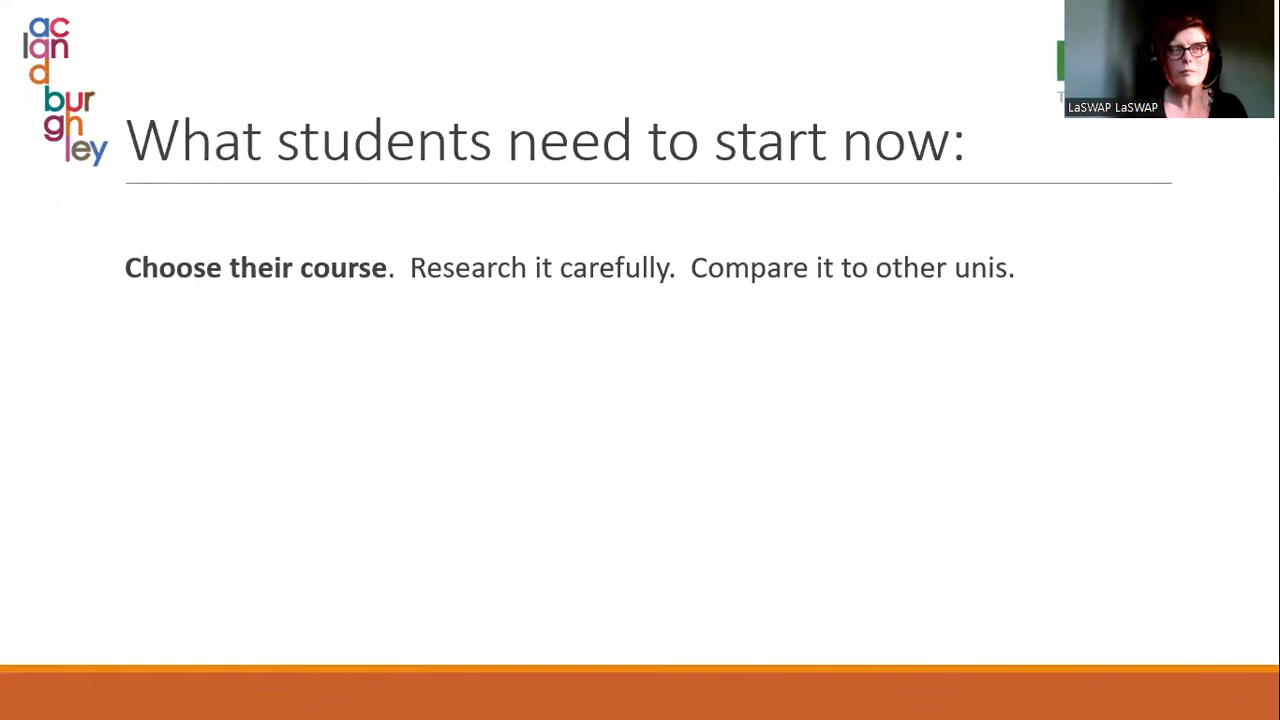 ac
lan
d
bur
gh
ley
LaSWAP LaSWAP
What students need to start now:
Choose their course. Research it carefully. Compare it to other unis.